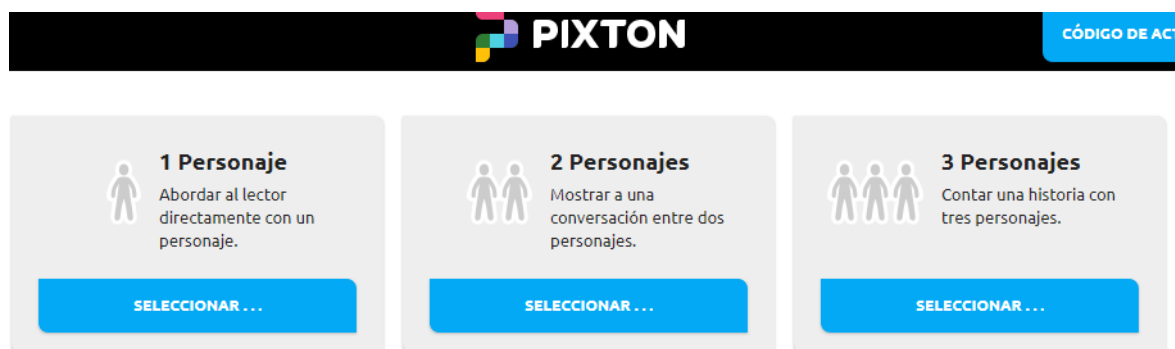 PIXTON
CÓDIGO DE ACT
1 Personaje
Abordar al lector
directamente con un
personaje.
SELECCIONAR...
2 Personajes
Mostrar a una
conversación entre dos
personajes.
SELECCIONAR...
3 Personajes
Contar una historia con
tres personajes.
SELECCIONAR...